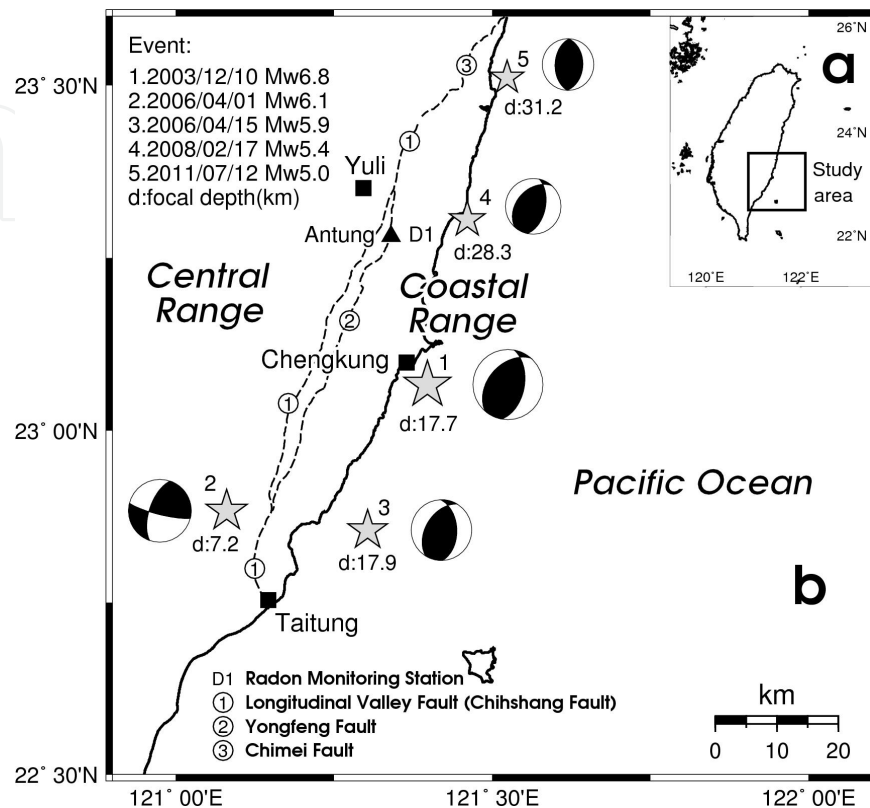 Event:
1.2003/12/10 Mw6.8
2.2006/04/01 Mw6.1
3.2006/04/15 Mw5.9
4.2008/02/17 Mw5.4
5.2011/07/12 Mw5.0
d:focal depth(km)
3
5
d:31.2
1
Yuli
4
d:28.3
Antung
D1
Central
Range
Coastal
Range
2
Chengkung
1
d:17.7
1
Pacific Ocean
2
d:7.2
3
d:17.9
1
Taitung
b
D1 Radon Monitoring Station
1 Longitudinal Valley Fault (Chihshang Fault)
2 Yongfeng Fault
3 Chimei Fault
km
0 10 20
23˚ 30'N
23˚ 00'N
22˚ 30'N
121˚ 00'E
121˚ 30'E
122˚ 00'E
a
26˚N
24˚N
22˚N
Study
area
120˚E
122˚E